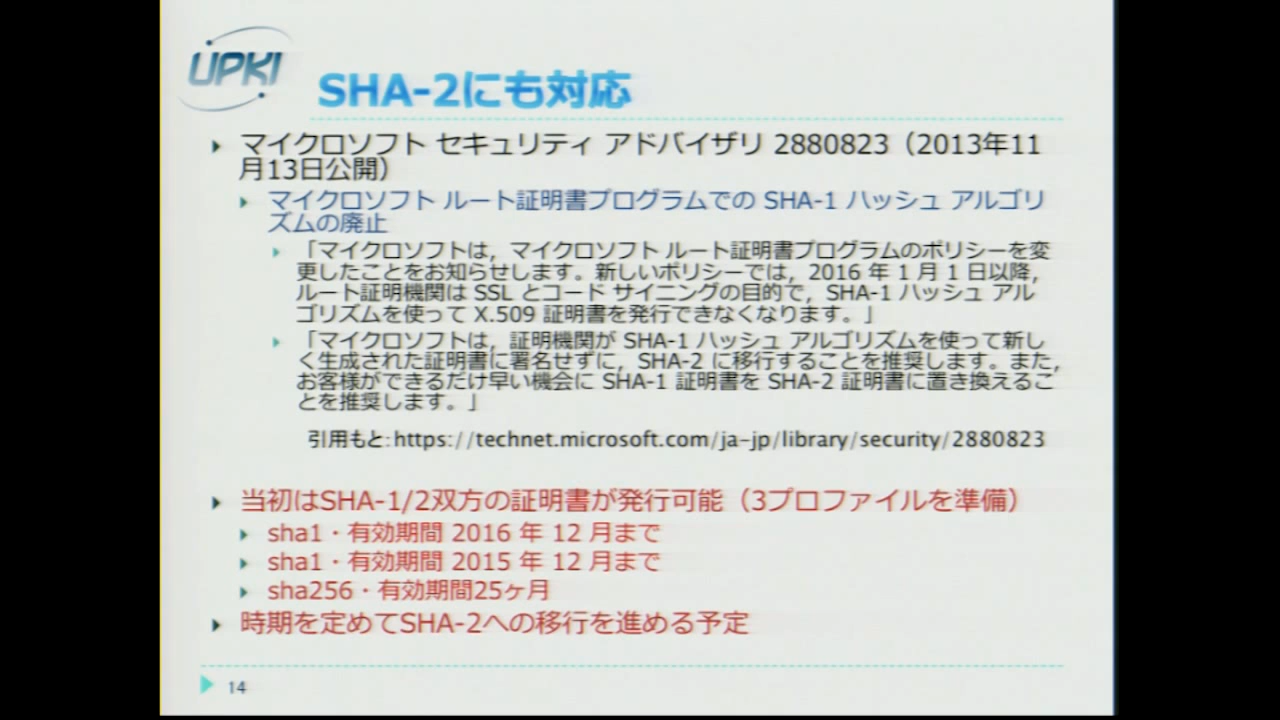 UPKI
SHA-2にも対応
マイクロソフト セキュリティ アドバイザリ 2880823（2013年11
月13日公開）
マイクロソフト ルート証明書プログラムでの SHA-1 ハッシュ アルゴリ
ズムの廃止
「マイクロソフトは，マイクロソフト ルート証明書プログラムのポリシーを変
更したことをお知らせします。新しいポリシーでは，2016 年 1 月 1 日以降，
ルート証明機関は SSL とコード サイニングの目的で，SHA-1 ハッシュ アル
ゴリズムを使って X.509 証明書を発行できなくなります。」
「マイクロソフトは，証明機関が SHA-1 ハッシュ アルゴリズムを使って新し
く生成された証明書に署名せずに，SHA-2 に移行することを推奨します。また，
お客様ができるだけ早い機会に SHA-1 証明書を SHA-2 証明書に置き換えるこ
とを推奨します。」
引用もと：https://technet.microsoft.com/ja-jp/library/security/2880823
当初はSHA-1/2双方の証明書が発行可能（3プロファイルを準備）
sha1・有効期間 2016 年 12 月まで
sha1・有効期間 2015 年 12 月まで
sha256・有効期間25ヶ月
時期を定めてSHA-2への移行を進める予定
14